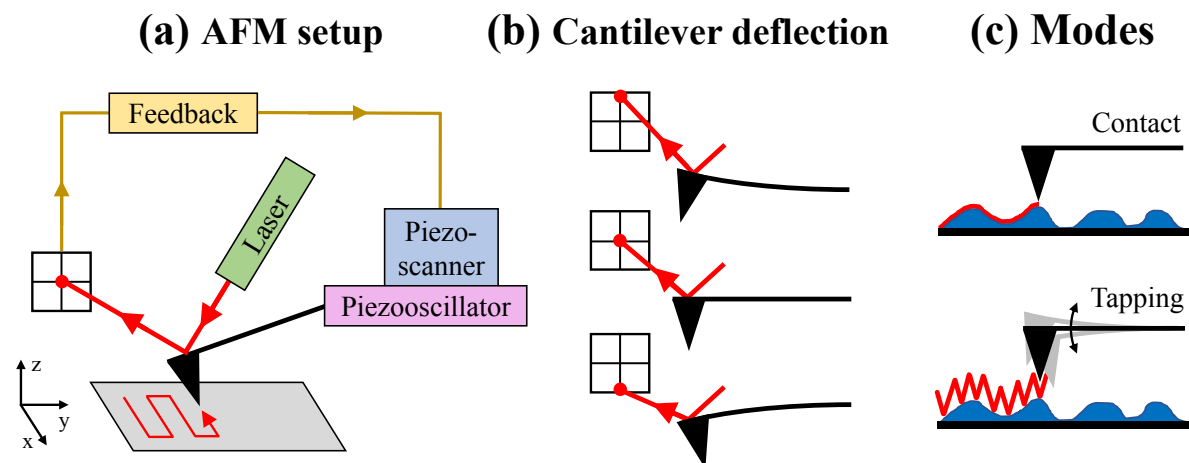 (a) AFM setup
(b) Cantilever deflection
(c) Modes
Feedback
Laser
Piezo-
scanner
Piezooscillator
z
y
x
Contact
Tapping